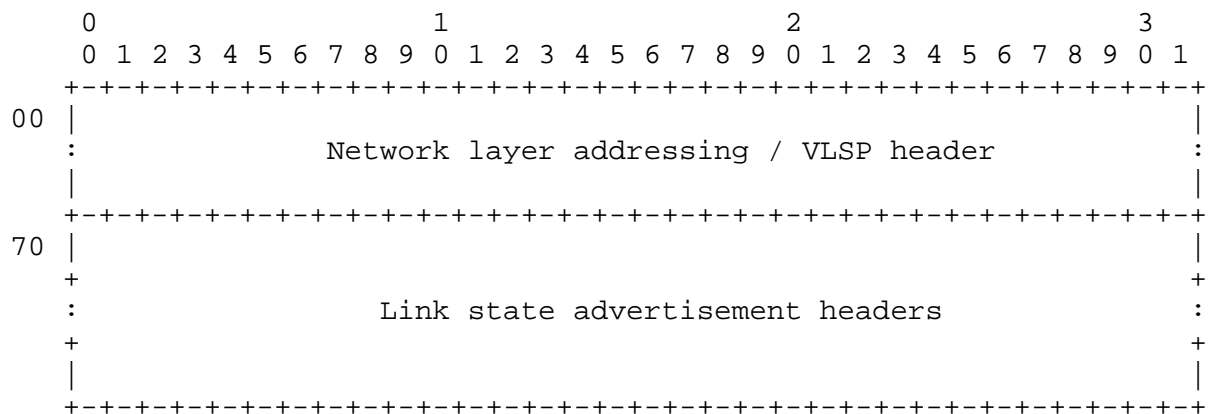 0                   1                   2                   3
 0 1 2 3 4 5 6 7 8 9 0 1 2 3 4 5 6 7 8 9 0 1 2 3 4 5 6 7 8 9 0 1
   +-+-+-+-+-+-+-+-+-+-+-+-+-+-+-+-+-+-+-+-+-+-+-+-+-+-+-+-+-+-+-+-+
00 |                                                               |
   :              Network layer addressing / VLSP header           :
   |                                                               |
   +-+-+-+-+-+-+-+-+-+-+-+-+-+-+-+-+-+-+-+-+-+-+-+-+-+-+-+-+-+-+-+-+
70 |                                                               |
   +                                                               +
   :                 Link state advertisement headers              :
   +                                                               +
   |                                                               |
   +-+-+-+-+-+-+-+-+-+-+-+-+-+-+-+-+-+-+-+-+-+-+-+-+-+-+-+-+-+-+-+-+